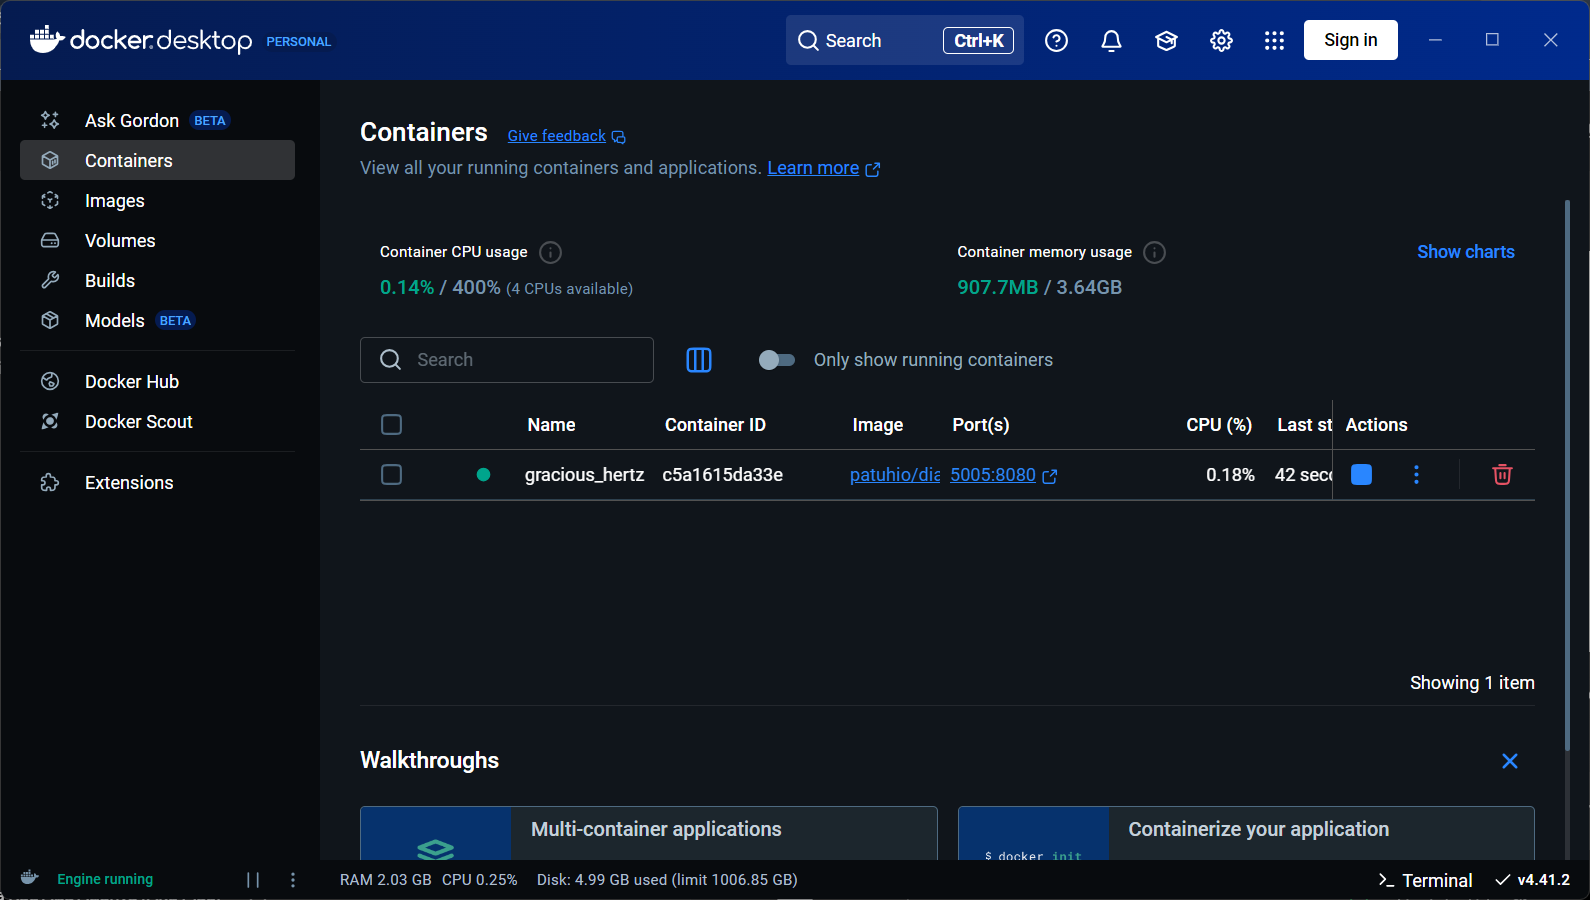 docker.desktop PERSONAL
Search Ctrl+K
Sign in
Ask Gordon BETA
Containers
Images
Volumes
Builds
Models BETA
Docker Hub
Docker Scout
Extensions
Containers Give feedback
View all your running containers and applications. Learn more
Container CPU usage
0.14% / 400% (4 CPUs available)
Container memory usage
907.7MB / 3.64GB
Show charts
Search
Only show running containers
Name Container ID Image Port(s) CPU (%) Last st Actions
gracious_hertz c5a1615da33e patuhio/dia 5005:8080 0.18% 42 seco
Showing 1 item
Walkthroughs
Multi-container applications
Containerize your application
$ docker init
Engine running
RAM 2.03 GB CPU 0.25% Disk: 4.99 GB used (limit 1006.85 GB)
>_ Terminal
v4.41.2